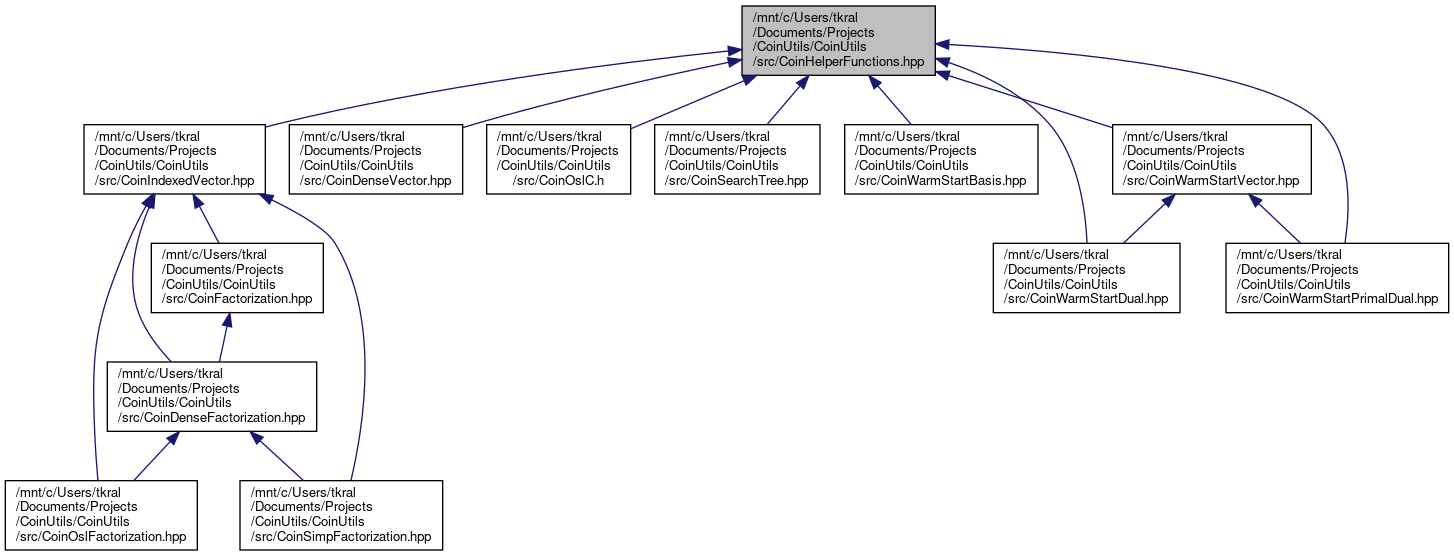 /mnt/c/Users/tkral
/Documents/Projects
/CoinUtils/CoinUtils
/src/CoinHelperFunctions.hpp
/mnt/c/Users/tkral
/Documents/Projects
/CoinUtils/CoinUtils
/src/CoinIndexedVector.hpp
/mnt/c/Users/tkral
/Documents/Projects
/CoinUtils/CoinUtils
/src/CoinDenseVector.hpp
/mnt/c/Users/tkral
/Documents/Projects
/CoinUtils/CoinUtils
/src/CoinOslC.h
/mnt/c/Users/tkral
/Documents/Projects
/CoinUtils/CoinUtils
/src/CoinSearchTree.hpp
/mnt/c/Users/tkral
/Documents/Projects
/CoinUtils/CoinUtils
/src/CoinWarmStartBasis.hpp
/mnt/c/Users/tkral
/Documents/Projects
/CoinUtils/CoinUtils
/src/CoinWarmStartVector.hpp
/mnt/c/Users/tkral
/Documents/Projects
/CoinUtils/CoinUtils
/src/CoinFactorization.hpp
/mnt/c/Users/tkral
/Documents/Projects
/CoinUtils/CoinUtils
/src/CoinWarmStartDual.hpp
/mnt/c/Users/tkral
/Documents/Projects
/CoinUtils/CoinUtils
/src/CoinWarmStartPrimalDual.hpp
/mnt/c/Users/tkral
/Documents/Projects
/CoinUtils/CoinUtils
/src/CoinDenseFactorization.hpp
/mnt/c/Users/tkral
/Documents/Projects
/CoinUtils/CoinUtils
/src/CoinOslFactorization.hpp
/mnt/c/Users/tkral
/Documents/Projects
/CoinUtils/CoinUtils
/src/CoinSimpFactorization.hpp